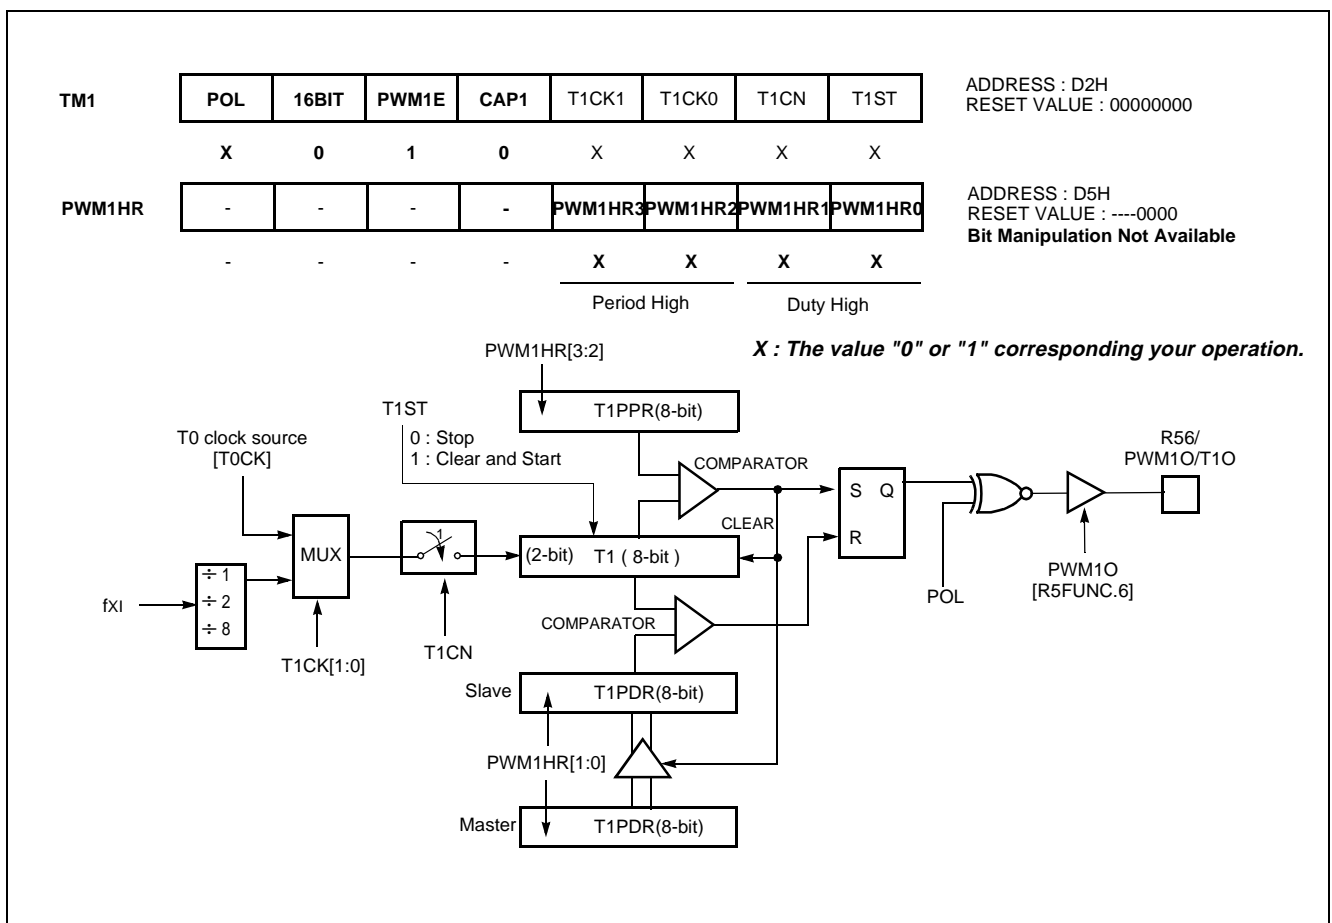 TM1 POL 16BIT PWM1E CAP1 T1CK1 T1CK0 T1CN T1ST
ADDRESS : D2H
RESET VALUE : 00000000
X 0 1 0 X X X X
PWM1HR - - - - PWM1HR3 PWM1HR2 PWM1HR1 PWM1HR0
ADDRESS : D5H
RESET VALUE : ----0000
Bit Manipulation Not Available
- - - - X X X X
Period High Duty High
X : The value "0" or "1" corresponding your operation.
PWM1HR[3:2]
T1PPR(8-bit)
T1ST
0 : Stop
1 : Clear and Start
T0 clock source
[T0CK]
COMPARATOR
R56/
PWM1O/T1O
S Q
CLEAR
R
MUX
1
(2-bit) T1 ( 8-bit )
÷ 1
÷ 2
÷ 8
fXI
POL
PWM1O
[R5FUNC.6]
COMPARATOR
T1CK[1:0]
T1CN
Slave
T1PDR(8-bit)
PWM1HR[1:0]
Master
T1PDR(8-bit)